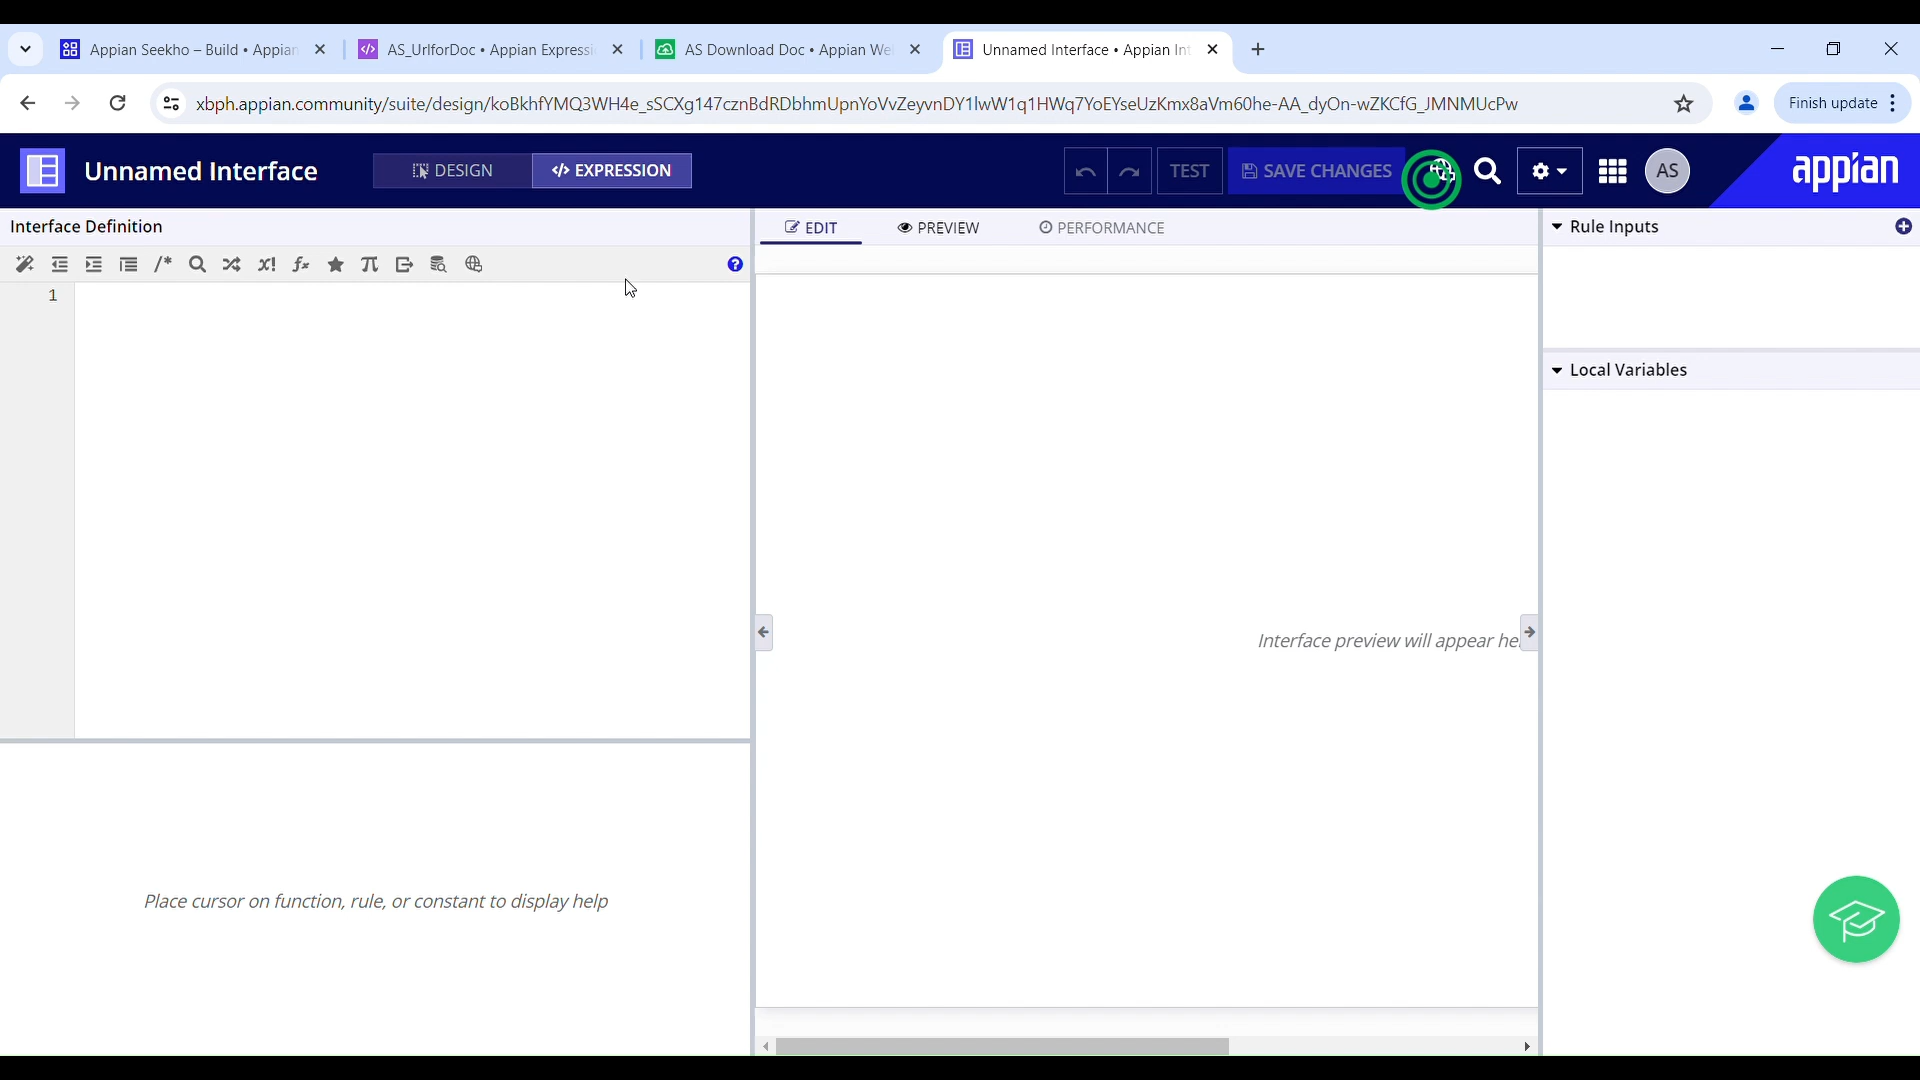 Appian Seekho – Build • Appian
AS_UrlforDoc • Appian Expressi
AS Download Doc • Appian We
Unnamed Interface • Appian Int
xbph.appian.community/suite/design/koBkhfYMQ3WH4e_sSCXg147cznBdRDbhmUpnYoVvZeyvnDY1lwW1q1HWq7YoEYseUzKmx8aVm60he-AA_dyOn-wZKCfG_JMNMUcPw
Finish update
Unnamed Interface
DESIGN
</> EXPRESSION
TEST
SAVE CHANGES
AS
appian
Interface Definition
EDIT
PREVIEW
PERFORMANCE
Rule Inputs
1
Local Variables
Interface preview will appear he
Place cursor on function, rule, or constant to display help